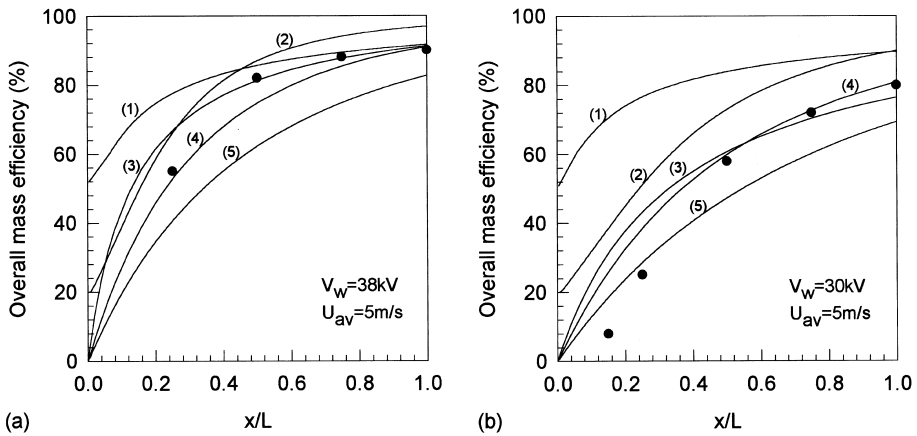 100
80
60
40
20
0
Overall mass efficiency (%)
(1)
(2)
(3)
(4)
(5)
V_w=38kV
U_av=5m/s
0.0 0.2 0.4 0.6 0.8 1.0
x/L
(a)
100
80
60
40
20
0
Overall mass efficiency (%)
(1)
(2)
(3)
(4)
(5)
V_w=30kV
U_av=5m/s
0.0 0.2 0.4 0.6 0.8 1.0
x/L
(b)